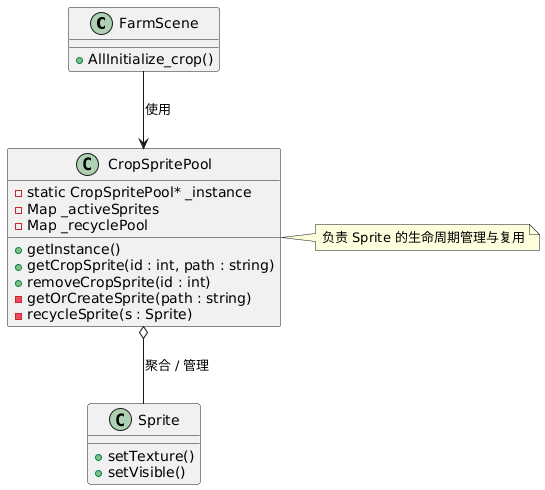 C FarmScene
AllInitialize_crop()
使用
C CropSpritePool
static CropSpritePool* _instance
Map _activeSprites
Map _recyclePool
getInstance()
getCropSprite(id : int, path : string)
removeCropSprite(id : int)
getOrCreateSprite(path : string)
recycleSprite(s : Sprite)
负责 Sprite 的生命周期管理与复用
聚合 / 管理
C Sprite
setTexture()
setVisible()